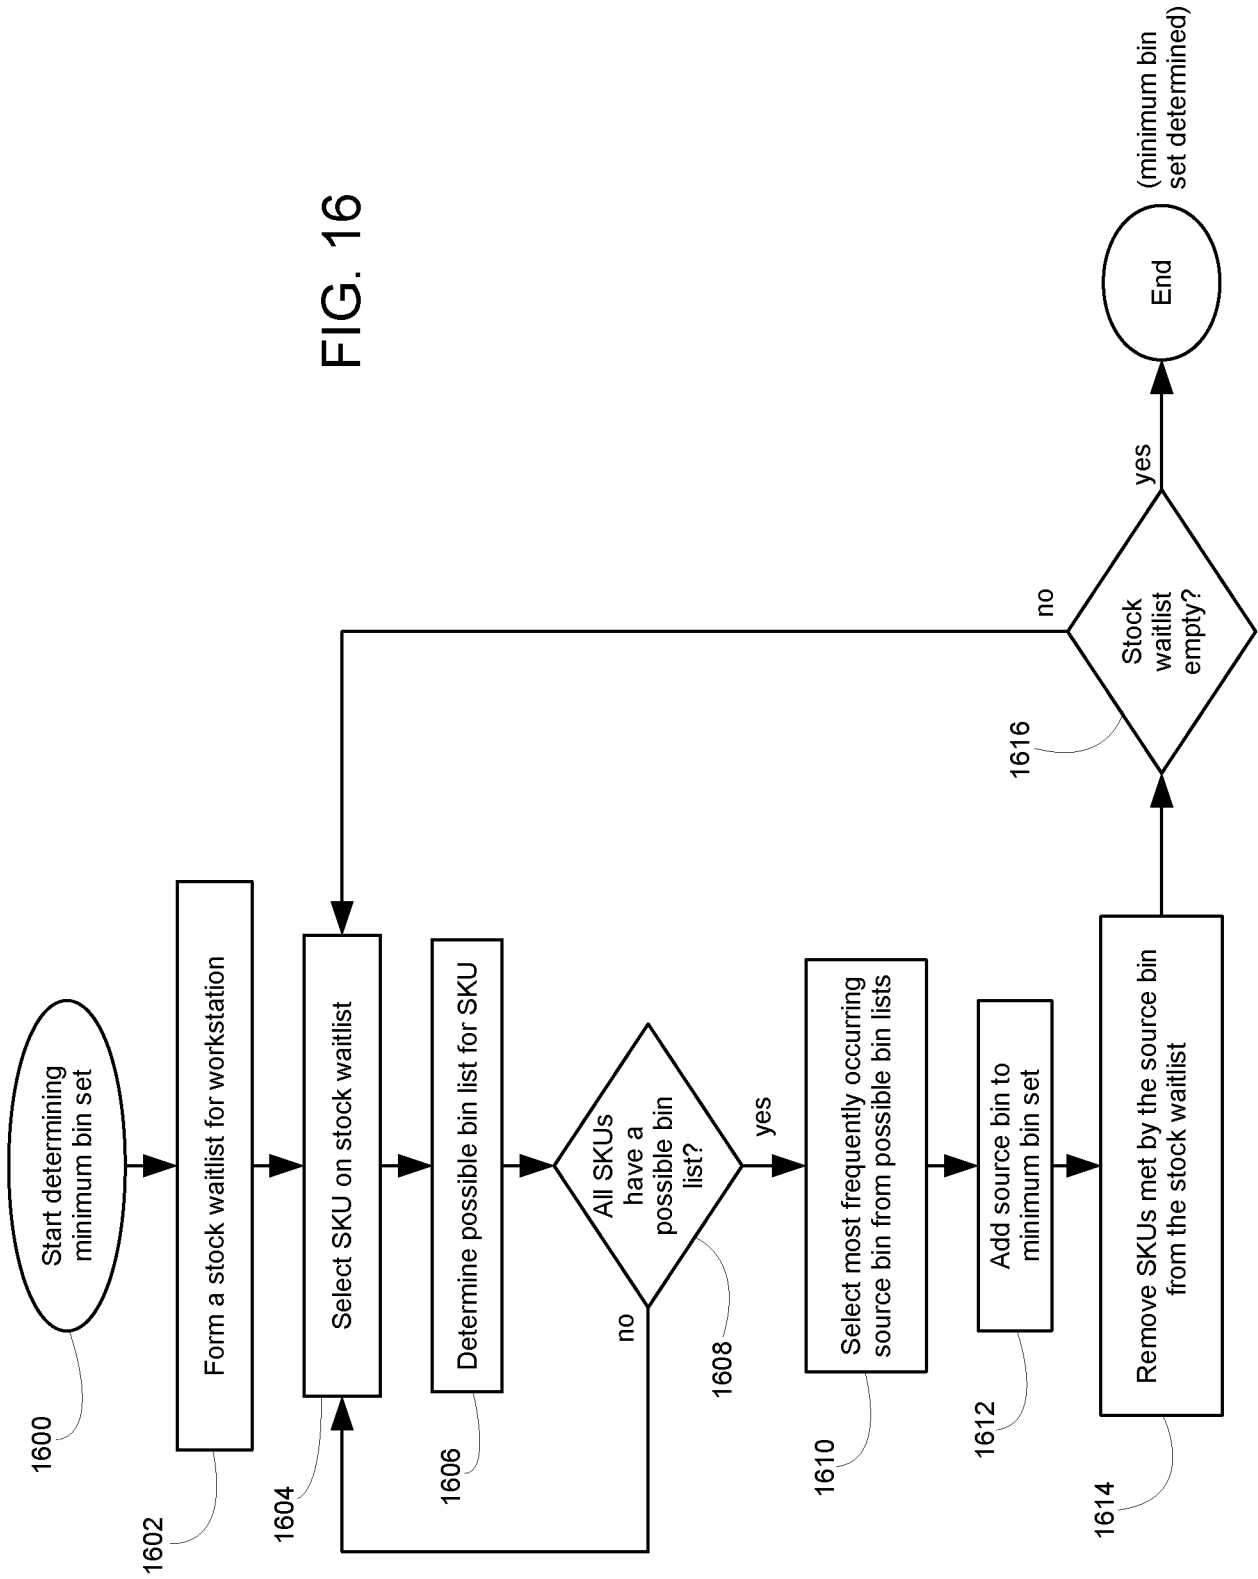 FIG. 16
1600
Start determining
minimum bin set
1602
Form a stock waitlist for workstation
1604
Select SKU on stock waitlist
1606
Determine possible bin list for SKU
1608
All SKUs
have a
possible bin
list?
no
yes
1610
Select most frequently occurring
source bin from possible bin lists
1612
Add source bin to
minimum bin set
1614
Remove SKUs met by the source bin
from the stock waitlist
1616
Stock
waitlist
empty?
no
yes
End
(minimum bin
set determined)